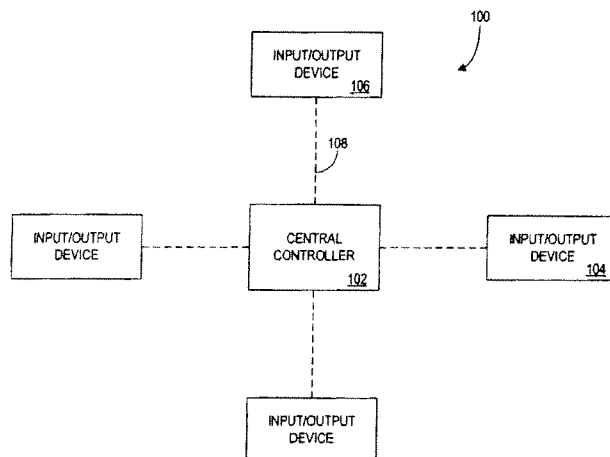 100
INPUT/OUTPUT
DEVICE
106
108
INPUT/OUTPUT
DEVICE
CENTRAL
CONTROLLER
102
INPUT/OUTPUT
DEVICE
104
INPUT/OUTPUT
DEVICE